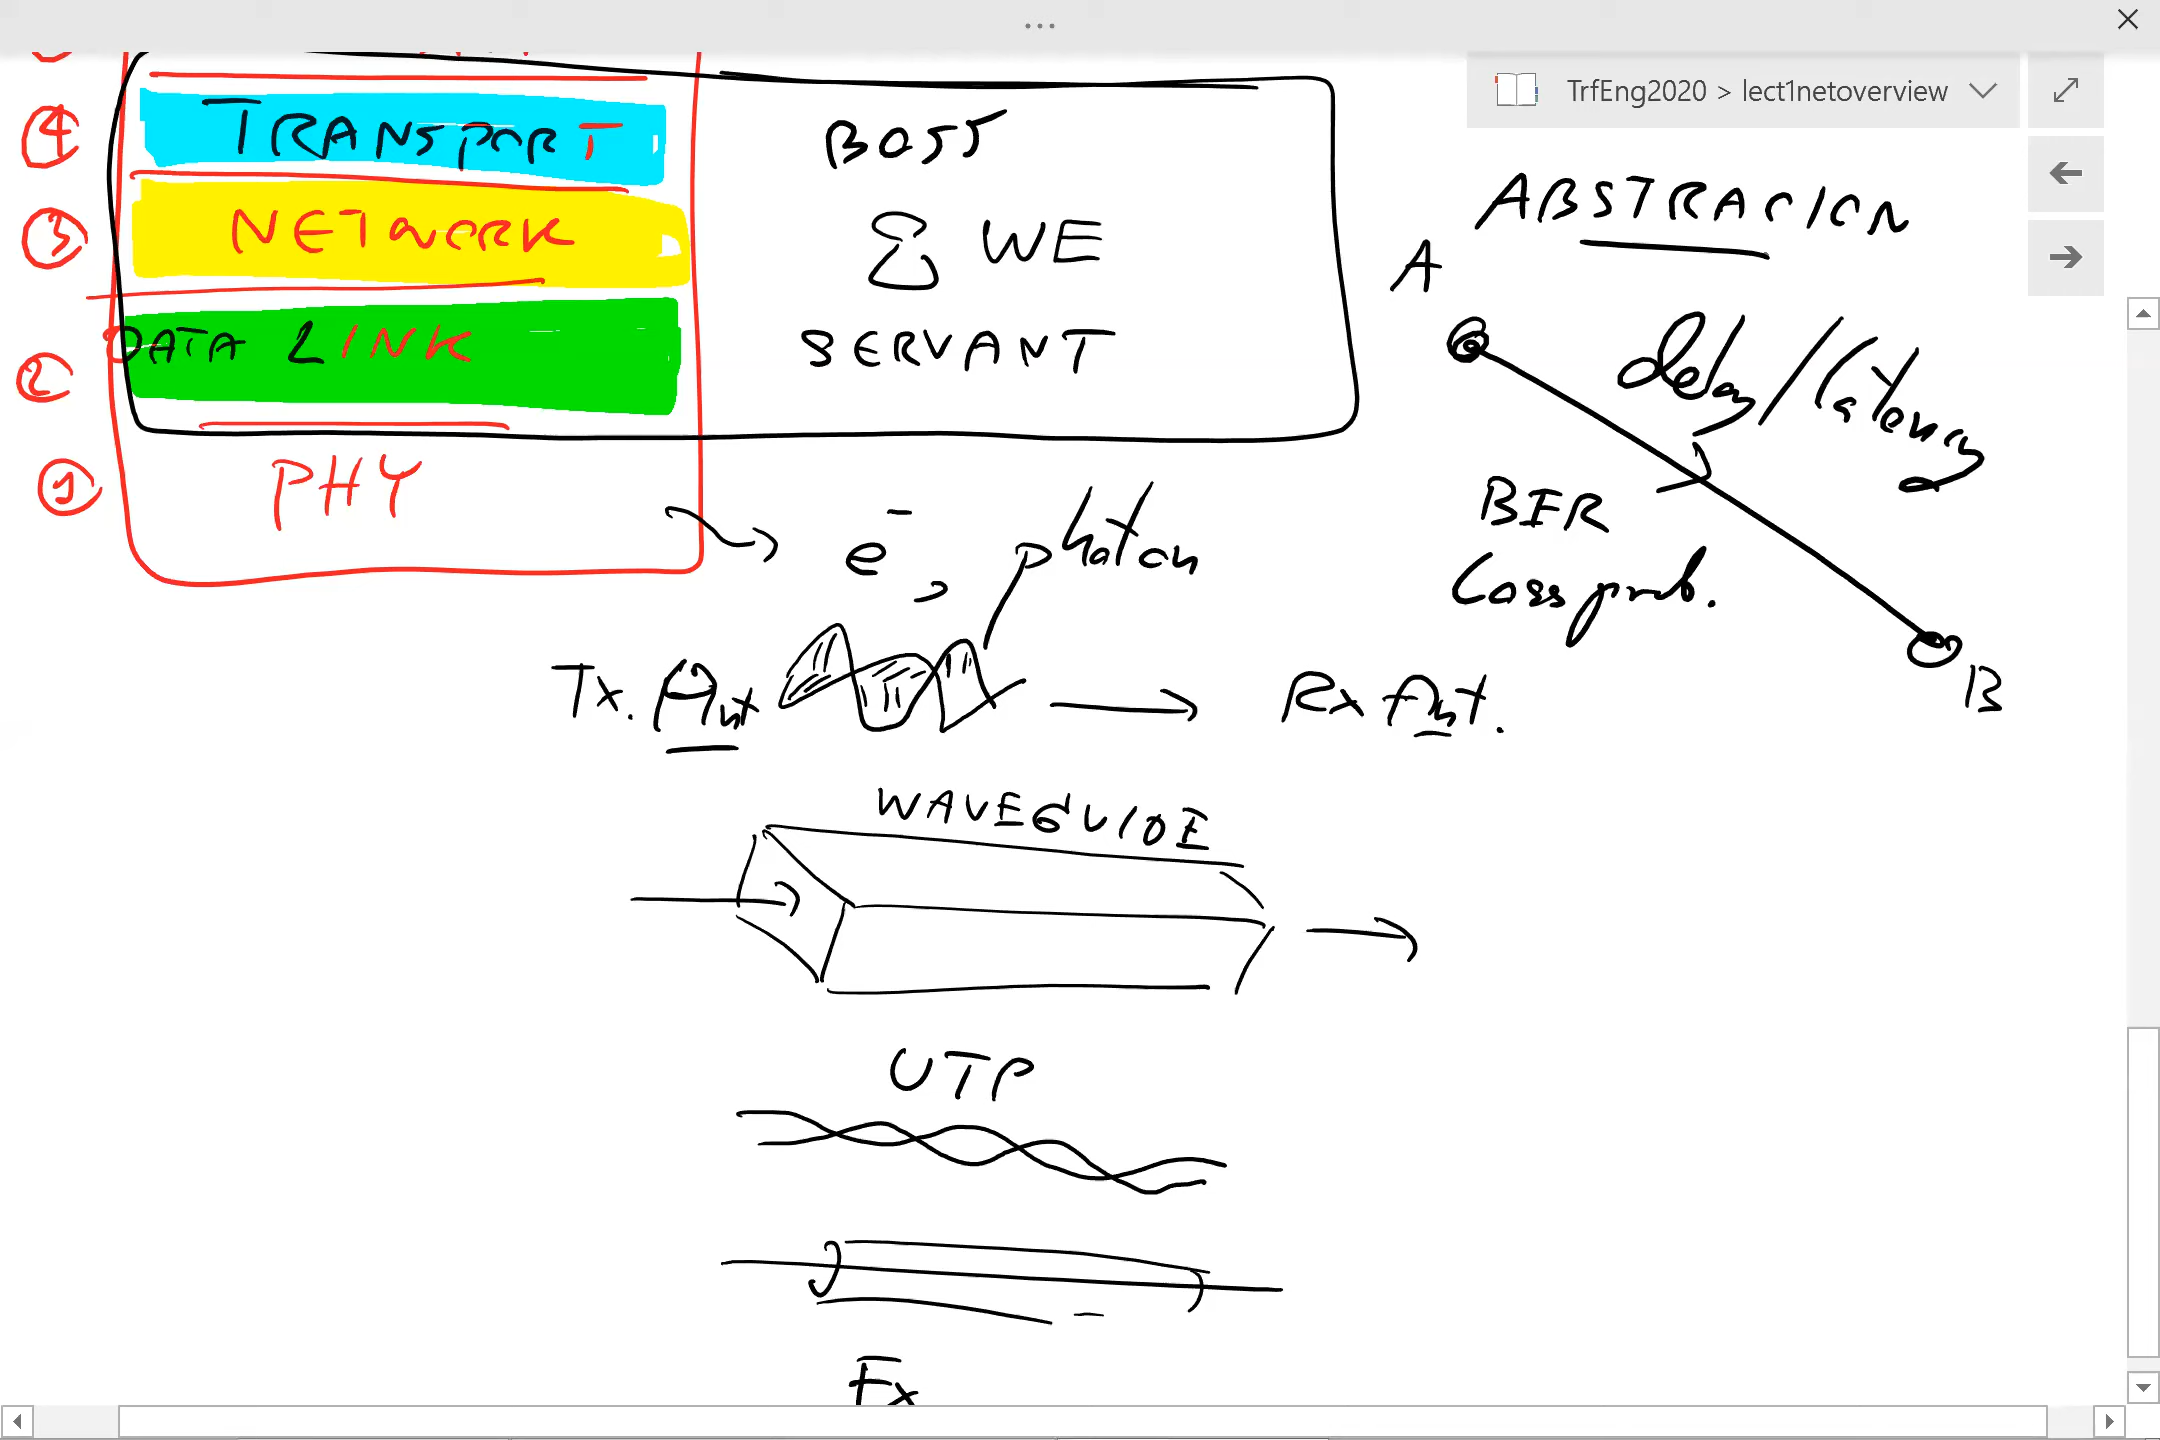 TrfEng2020 > lect1netoverview
④ TRANSPORT BOSS
③ NETWORK Σ WE
② DATA LINK SERVANT
① PHY
e⁻, photon
ABSTRACION
A
delay/latency
BER
Loss prob.
B
Tx. Ant
Rx Ant.
WAVEGUIDE
UTP